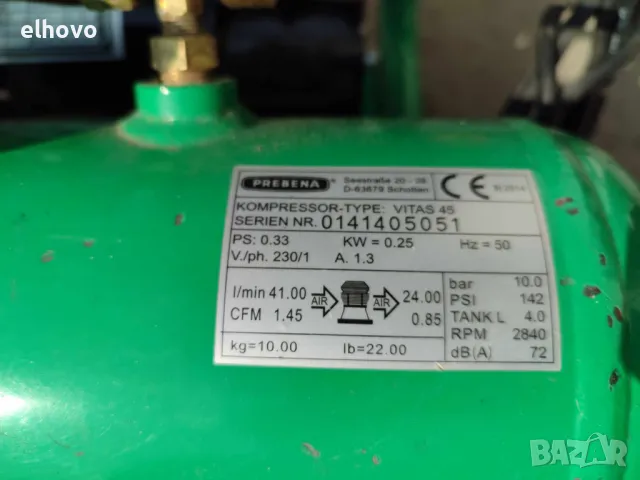 elhovo
PREBENA
Seestraße 20 - 26
D-63679 Schotten
CE
KOMPRESSOR-TYPE: VITAS 45
SERIEN NR. 0141405051
PS: 0.33 KW = 0.25 Hz = 50
V./ph. 230/1 A. 1.3
l/min 41.00 AIR AIR 24.00
CFM 1.45 0.85
kg=10.00 lb=22.00
bar 10.0
PSI 142
TANK L 4.0
RPM 2840
dB(A) 72
BAZAR